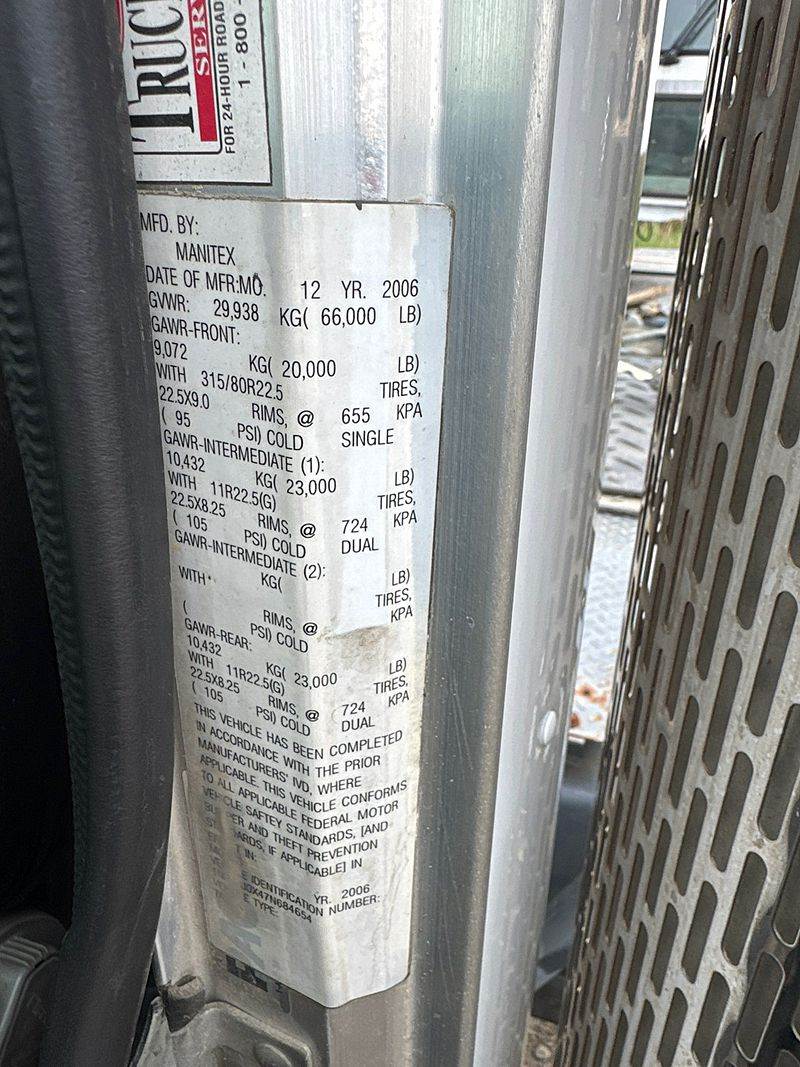 TRUCK
SERV
FOR 24-HOUR ROAD
1 - 800 -
MFD. BY:
MANITEX
DATE OF MFR:MO. 12 YR. 2006
GVWR: 29,938 KG( 66,000 LB)
GAWR-FRONT:
9,072 KG( 20,000 LB)
WITH 315/80R22.5 TIRES,
22.5X9.0 RIMS, @ 655 KPA
( 95 PSI) COLD SINGLE
GAWR-INTERMEDIATE (1):
10,432 KG( 23,000 LB)
WITH 11R22.5(G) TIRES,
22.5X8.25 RIMS, @ 724 KPA
( 105 PSI) COLD DUAL
GAWR-INTERMEDIATE (2):
KG( LB)
WITH TIRES,
RIMS, @ KPA
( PSI) COLD
GAWR-REAR:
10,432 KG( 23,000 LB)
WITH 11R22.5(G) TIRES,
22.5X8.25 RIMS, @ 724 KPA
( 105 PSI) COLD DUAL
THIS VEHICLE HAS BEEN COMPLETED
IN ACCORDANCE WITH THE PRIOR
MANUFACTURERS' IVD, WHERE
APPLICABLE. THIS VEHICLE CONFORMS
TO ALL APPLICABLE FEDERAL MOTOR
VEHICLE SAFTEY STANDARDS, [AND
BUMPER AND THEFT PREVENTION
ARDS, IF APPLICABLE] IN
T IN:
YR. 2006
E IDENTIFICATION NUMBER:
X47N684654
E TYPE: